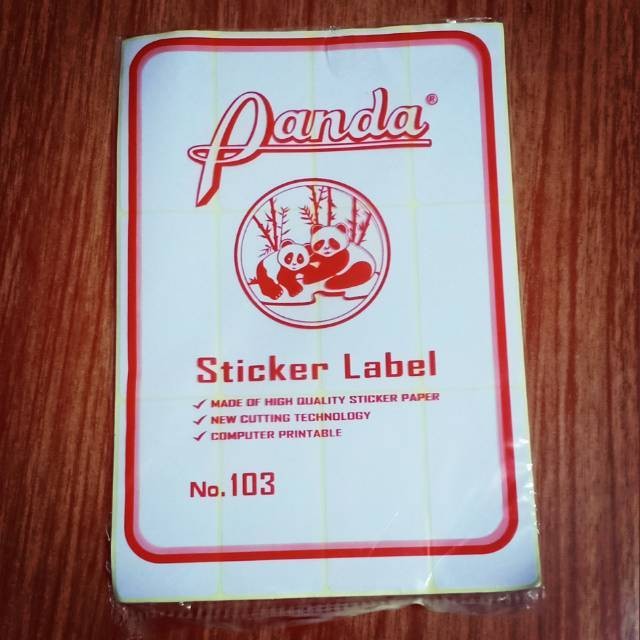 Panda®
Sticker Label
✓ MADE OF HIGH QUALITY STICKER PAPER
✓ NEW CUTTING TECHNOLOGY
✓ COMPUTER PRINTABLE
No. 103